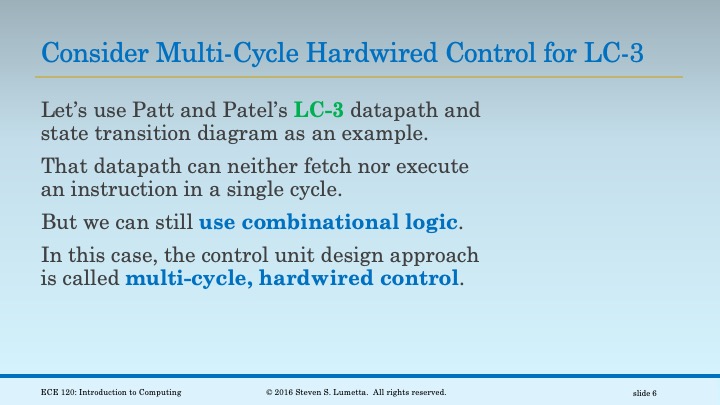 Consider Multi-Cycle Hardwired Control for LC-3
Let’s use Patt and Patel’s LC-3 datapath and
state transition diagram as an example.
That datapath can neither fetch nor execute
an instruction in a single cycle.
But we can still use combinational logic.
In this case, the control unit design approach
is called multi-cycle, hardwired control.
ECE 120: Introduction to Computing
© 2016 Steven S. Lumetta.  All rights reserved.
slide 6